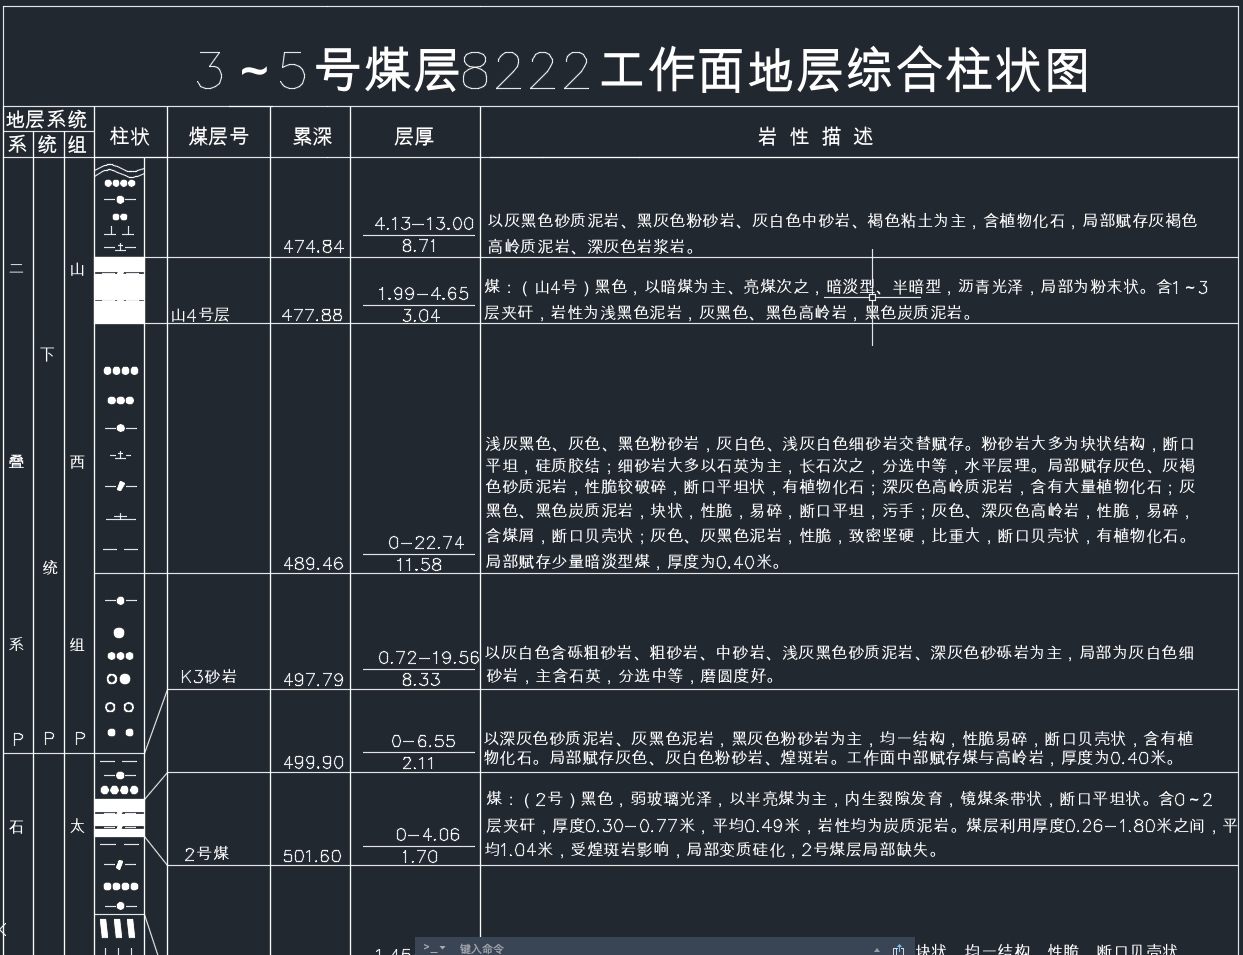 3~5号煤层8222工作面地层综合柱状图
地层系统
系 统 组 柱状 煤层号 累深 层厚 岩 性 描 述
4.13-13.00 以灰黑色砂质泥岩、黑灰色粉砂岩、灰白色中砂岩、褐色粘土为主，含植物化石，局部赋存灰褐色
474.84 8.71 高岭质泥岩、深灰色岩浆岩。
二 山
1.99-4.65 煤：(山4号)黑色，以暗煤为主、亮煤次之，暗淡型、半暗型，沥青光泽，局部为粉末状。含1~3
山4号层 477.88 3.04 层夹矸，岩性为浅黑色泥岩，灰黑色、黑色高岭岩，黑色炭质泥岩。
下
浅灰黑色、灰色、黑色粉砂岩，灰白色、浅灰白色细砂岩交替赋存。粉砂岩大多为块状结构，断口
叠 西 平坦，硅质胶结；细砂岩大多以石英为主，长石次之，分选中等，水平层理。局部赋存灰色、灰褐
色砂质泥岩，性脆较破碎，断口平坦状，有植物化石；深灰色高岭质泥岩，含有大量植物化石；灰
黑色、黑色炭质泥岩，块状，性脆，易碎，断口平坦，污手；灰色、深灰色高岭岩，性脆，易碎，
0-22.74 含煤屑，断口贝壳状；灰色、灰黑色泥岩，性脆，致密坚硬，比重大，断口贝壳状，有植物化石。
统 489.46 11.58 局部赋存少量暗淡型煤，厚度为0.40米。
系 组 0.72-19.56 以灰白色含砾粗砂岩、粗砂岩、中砂岩、浅灰黑色砂质泥岩、深灰色砂砾岩为主，局部为灰白色细
K3砂岩 497.79 8.33 砂岩，主含石英，分选中等，磨圆度好。
P P P 0-6.55 以深灰色砂质泥岩、灰黑色泥岩，黑灰色粉砂岩为主，均一结构，性脆易碎，断口贝壳状，含有植
499.90 2.11 物化石。局部赋存灰色、灰白色粉砂岩、煌斑岩。工作面中部赋存煤与高岭岩，厚度为0.40米。
煤：(2号)黑色，弱玻璃光泽，以半亮煤为主，内生裂隙发育，镜煤条带状，断口平坦状。含0~2
石 太 0-4.06 层夹矸，厚度0.30-0.77米，平均0.49米，岩性均为炭质泥岩。煤层利用厚度0.26-1.80米之间，平
2号煤 501.60 1.70 均1.04米，受煌斑岩影响，局部变质硅化，2号煤层局部缺失。
键入命令
块状，均一结构，性脆，断口贝壳状